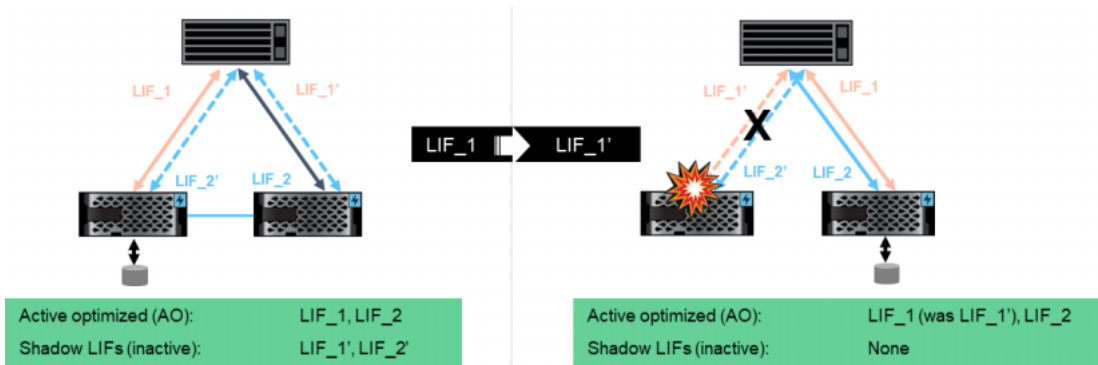 LIF_1
LIF_1'
LIF_2'
LIF_2
Active optimized (AO): LIF_1, LIF_2
Shadow LIFs (inactive): LIF_1', LIF_2'
LIF_1 LIF_1'
LIF_1'
LIF_1
X
LIF_2'
LIF_2
Active optimized (AO): LIF_1 (was LIF_1'), LIF_2
Shadow LIFs (inactive): None